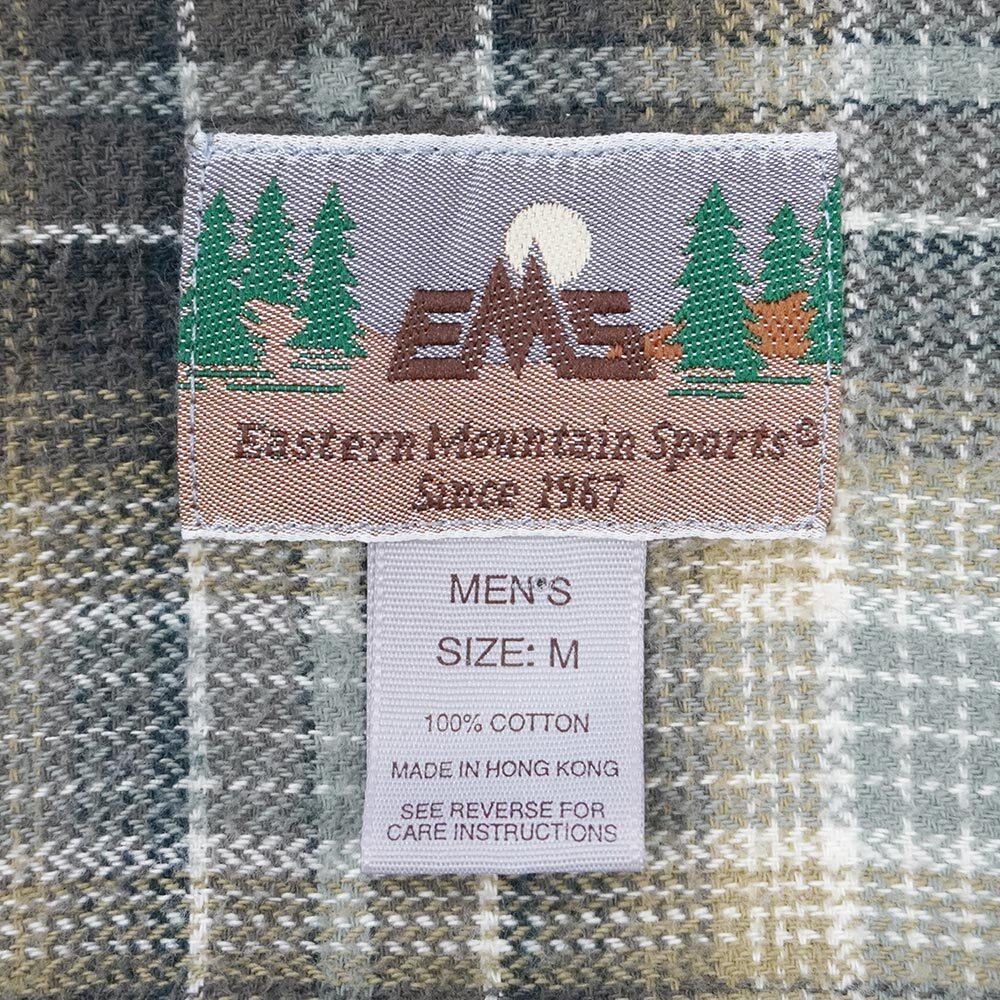 EMS
Eastern Mountain Sports®
Since 1967
MEN'S
SIZE: M
100% COTTON
MADE IN HONG KONG
SEE REVERSE FOR
CARE INSTRUCTIONS